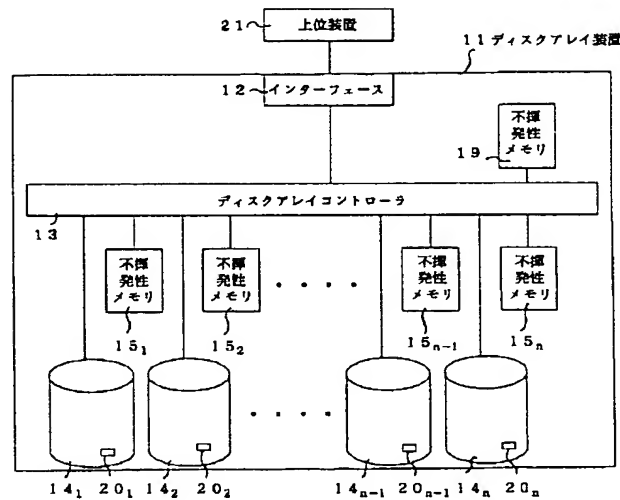 21 上位装置
11 ディスクアレイ装置
12 インターフェース
不揮
発性
メモリ
19
ディスクアレイコントローラ
13
不揮 不揮 不揮 不揮
発性 発性 発性 発性
メモリ メモリ・・・・メモリ メモリ
15₁ 15₂ 15ₙ₋₁ 15ₙ
・・・・
14₁ 20₁ 14₂ 20₂ 14ₙ₋₁ 20ₙ₋₁ 14ₙ 20ₙ